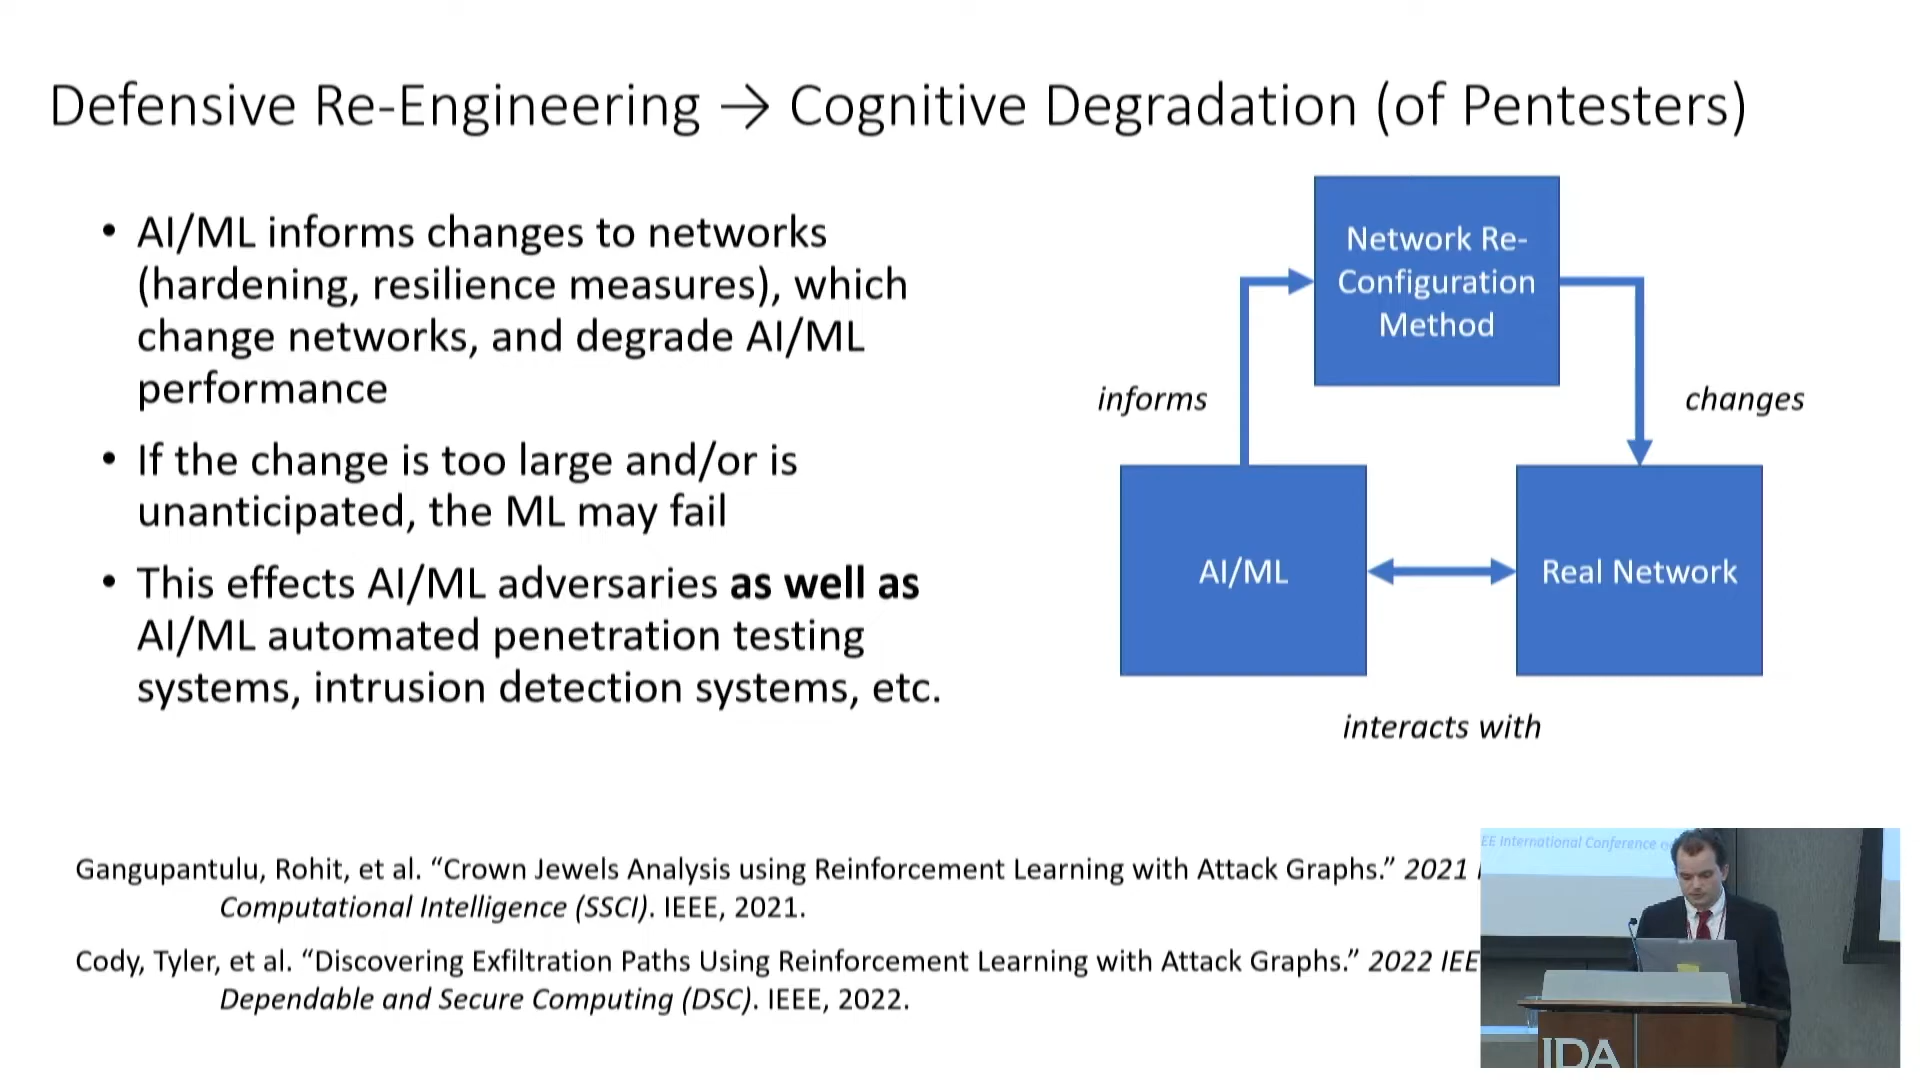 Defensive Re-Engineering → Cognitive Degradation (of Pentesters)
• AI/ML informs changes to networks
(hardening, resilience measures), which
change networks, and degrade AI/ML
performance
• If the change is too large and/or is
unanticipated, the ML may fail
• This effects AI/ML adversaries as well as
AI/ML automated penetration testing
systems, intrusion detection systems, etc.
Network Re-
Configuration
Method
informs
changes
AI/ML
Real Network
interacts with
Gangupantulu, Rohit, et al. “Crown Jewels Analysis using Reinforcement Learning with Attack Graphs.” 2021
Computational Intelligence (SSCI). IEEE, 2021.
Cody, Tyler, et al. “Discovering Exfiltration Paths Using Reinforcement Learning with Attack Graphs.” 2022 IEE
Dependable and Secure Computing (DSC). IEEE, 2022.
EE International Conference
IDA